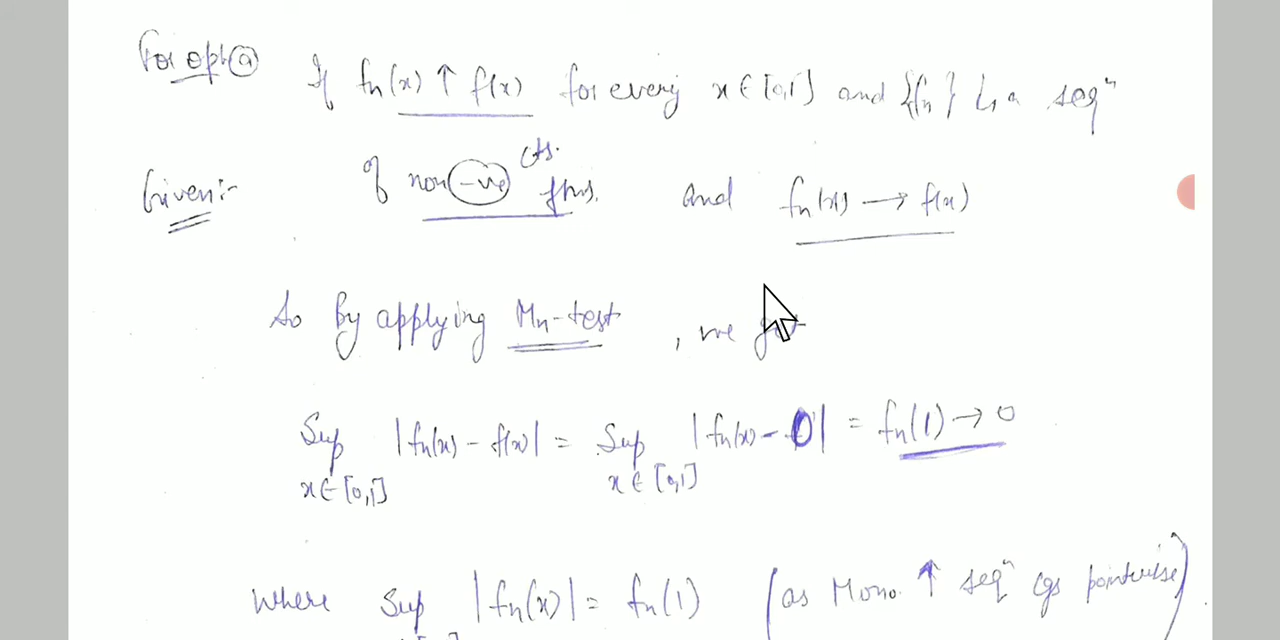 For opt (a) If fn(x) ↑ f(x) for every x ∈ [0,1] and {fn} is a seqⁿ
Given:- of non -ve cts. fns. and fn(x) → f(x)
So By applying Mn-test, we get
Sup x∈[0,1] |fn(x) - f(x)| = Sup x∈[0,1] |fn(x) - 0| = fn(1) → 0
Where Sup |fn(x)| = fn(1) (as Mono. ↑ seqⁿ cgs pointwise)